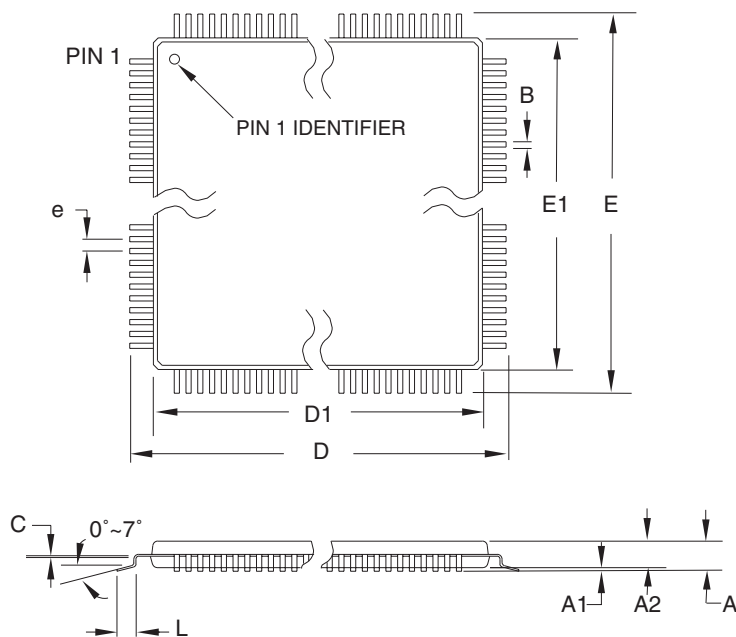 PIN 1
B
PIN 1 IDENTIFIER
e
E1 E
D1
D
C 0°~7°
A1 A2 A
L